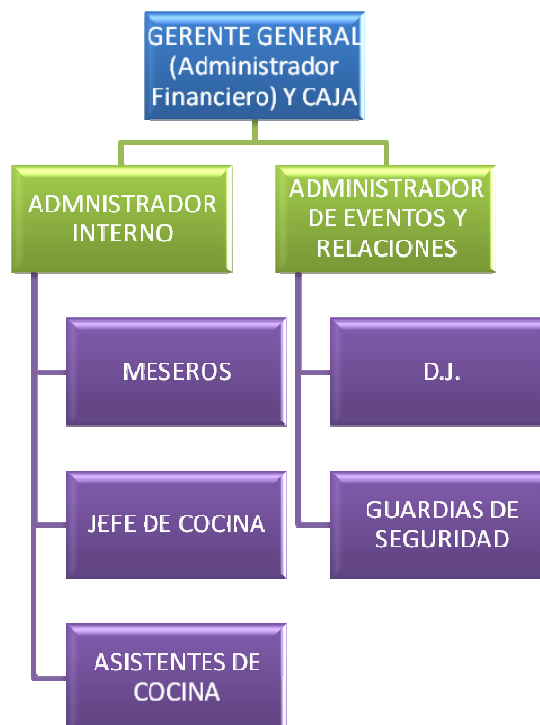 GERENTE GENERAL
(Administrador
Financiero) Y CAJA
ADMNISTRADOR
INTERNO
ADMINISTRADOR
DE EVENTOS Y
RELACIONES
MESEROS
D.J.
JEFE DE COCINA
GUARDIAS DE
SEGURIDAD
ASISTENTES DE
COCINA